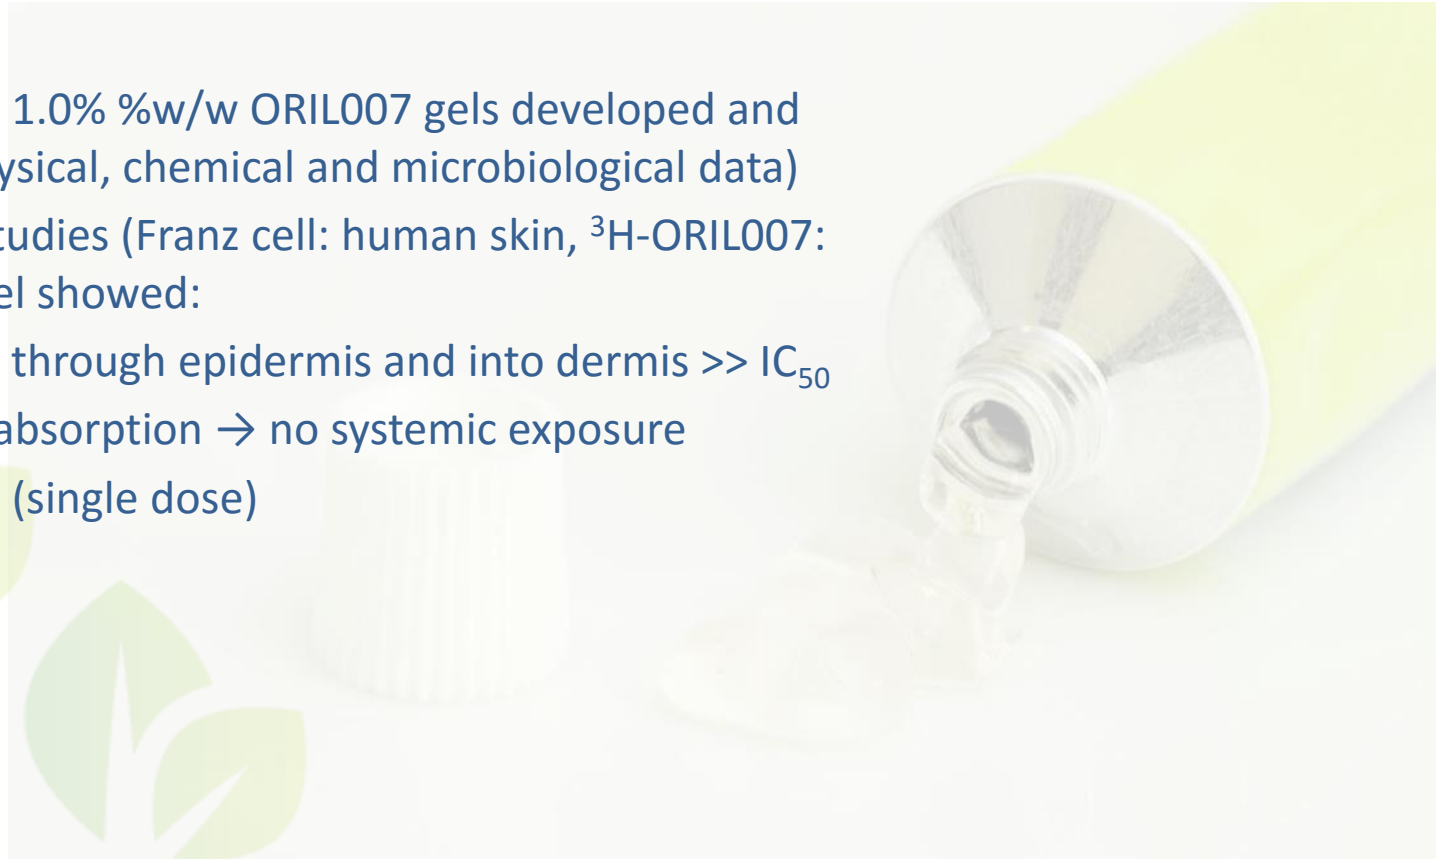 1.0% %w/w ORIL007 gels developed and
ysical, chemical and microbiological data)
tudies (Franz cell: human skin, ³H-ORIL007:
el showed:
through epidermis and into dermis >> IC₅₀
absorption → no systemic exposure
(single dose)